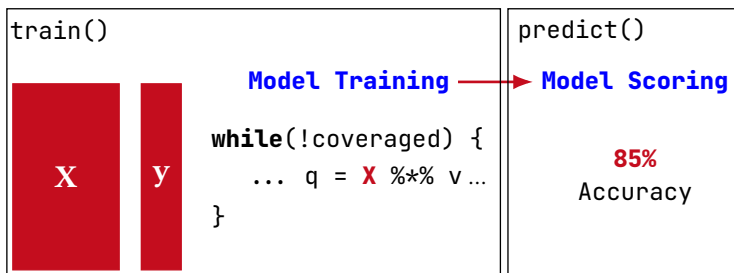 train()
Model Training
X
y
while(!coveraged) {
... q = X %*% v ...
}
predict()
Model Scoring
85%
Accuracy